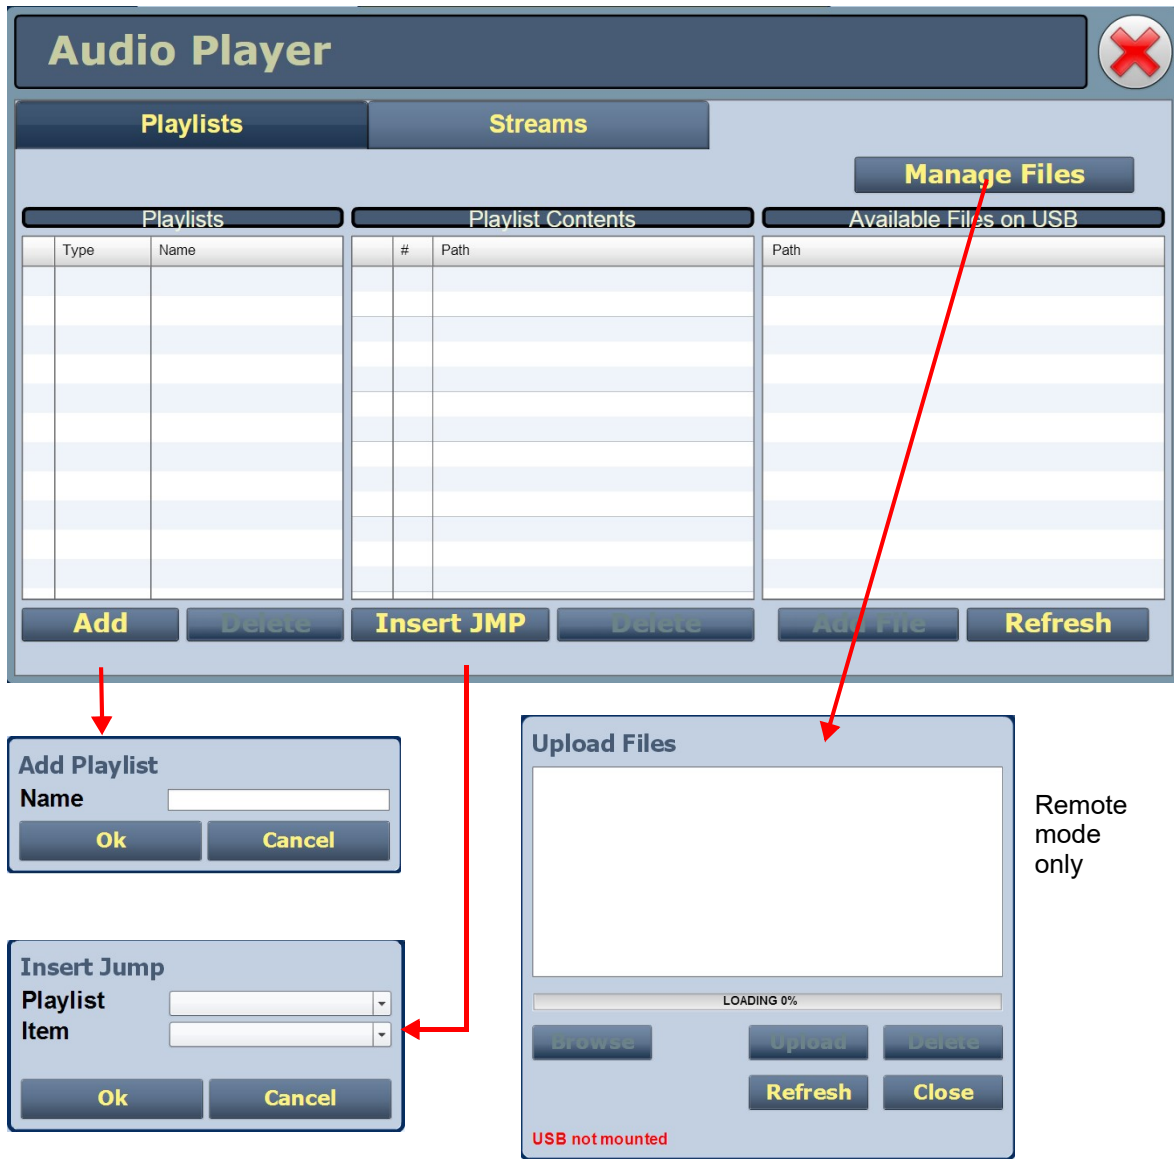 Audio Player
Playlists Streams
Manage Files
Playlists Playlist Contents Available Files on USB
Type Name # Path Path
Add Delete Insert JMP Delete Add File Refresh
Add Playlist
Name
Ok Cancel
Insert Jump
Playlist
Item
Ok Cancel
Upload Files
LOADING 0%
Browse Upload Delete
Refresh Close
USB not mounted
Remote
mode
only